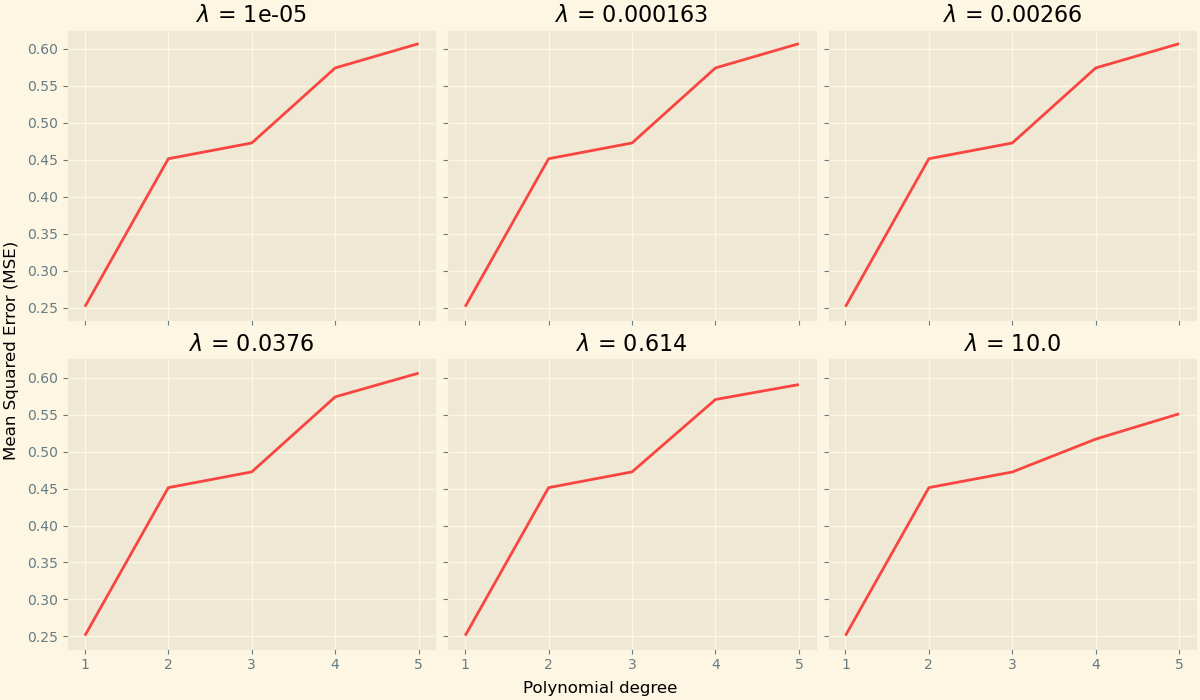 λ = 1e-05
λ = 0.000163
λ = 0.00266
0.60
0.55
0.50
0.45
0.40
0.35
0.30
0.25
Mean Squared Error (MSE)
λ = 0.0376
λ = 0.614
λ = 10.0
0.60
0.55
0.50
0.45
0.40
0.35
0.30
0.25
1 2 3 4 5
1 2 3 4 5
1 2 3 4 5
Polynomial degree